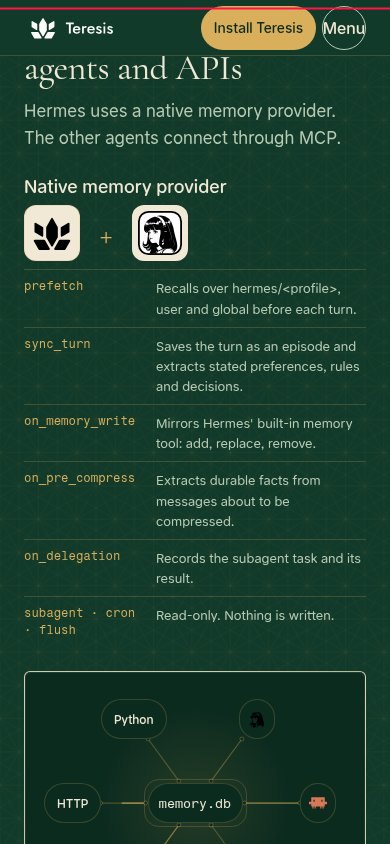 Teresis
Install Teresis
Menu
agents and APIs
Hermes uses a native memory provider.
The other agents connect through MCP.
Native memory provider
+
prefetch
Recalls over hermes/<profile>,
user and global before each turn.
sync_turn
Saves the turn as an episode and
extracts stated preferences, rules
and decisions.
on_memory_write
Mirrors Hermes' built-in memory
tool: add, replace, remove.
on_pre_compress
Extracts durable facts from
messages about to be
compressed.
on_delegation
Records the subagent task and its
result.
subagent · cron
· flush
Read-only. Nothing is written.
Python
HTTP
memory.db